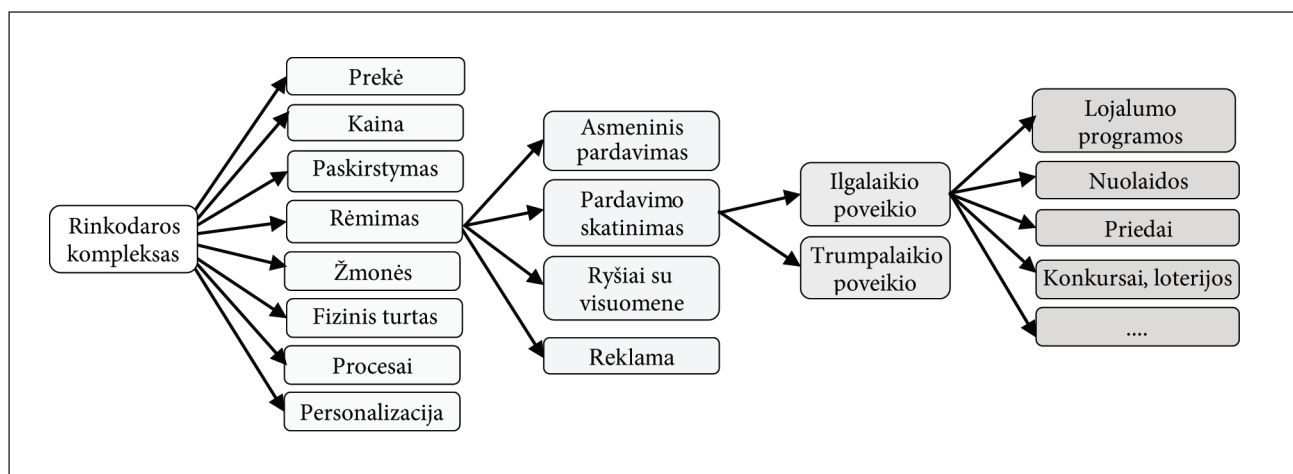 Rinkodaros
kompleksas
Prekė
Kaina
Paskirstymas
Rėmimas
Žmonės
Fizinis turtas
Procesai
Personalizacija
Asmeninis
pardavimas
Pardavimo
skatinimas
Ryšiai su
visuomene
Reklama
Ilgalaikio
poveikio
Trumpalaikio
poveikio
Lojalumo
programos
Nuolaidos
Priedai
Konkursai, loterijos
....